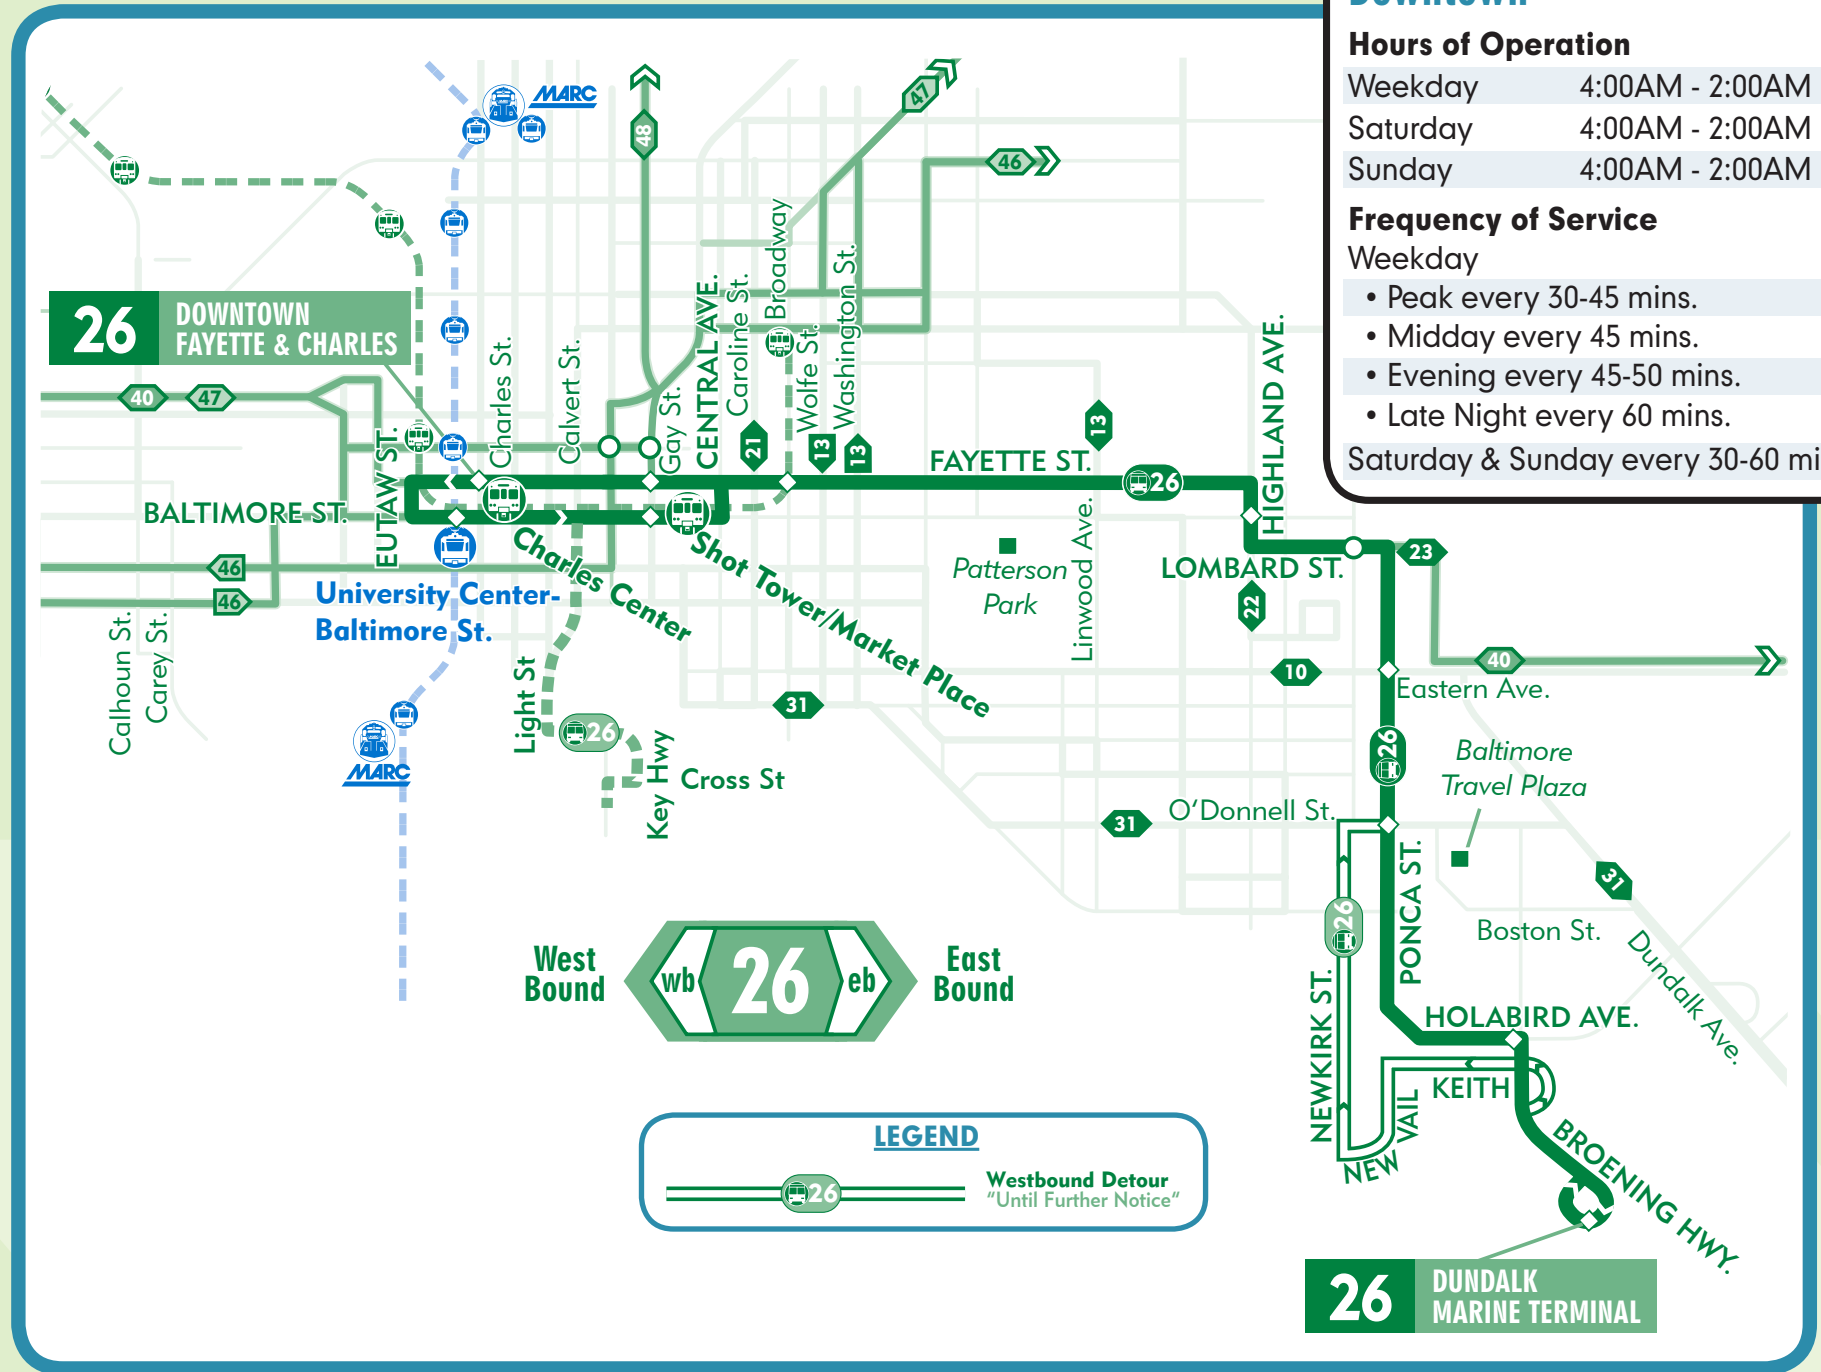 Downtown
Hours of Operation
Weekday 4:00AM - 2:00AM
Saturday 4:00AM - 2:00AM
Sunday 4:00AM - 2:00AM
Frequency of Service
Weekday
• Peak every 30-45 mins.
• Midday every 45 mins.
• Evening every 45-50 mins.
• Late Night every 60 mins.
Saturday & Sunday every 30-60 mi
MARC
48
47
46
26
DOWNTOWN
FAYETTE & CHARLES
40
47
Charles St.
Calvert St.
Gay St.
CENTRAL AVE.
Caroline St.
Broadway
Wolfe St.
Washington St.
21
13
13
13
HIGHLAND AVE.
EUTAW ST.
FAYETTE ST.
26
BALTIMORE ST.
46
46
University Center-
Baltimore St.
Charles Center
Shot Tower/Market Place
Patterson
Park
Linwood Ave.
LOMBARD ST.
23
22
40
10
Eastern Ave.
Calhoun St.
Carey St.
Light St
26
Key Hwy
Cross St
31
MARC
26
Baltimore
Travel Plaza
31
O'Donnell St.
31
PONCA ST.
26
Boston St.
Dundalk Ave.
West
Bound
wb
26
eb
East
Bound
NEWKIRK ST.
HOLABIRD AVE.
KEITH
VAIL
NEW
BROENING HWY.
LEGEND
26
Westbound Detour
"Until Further Notice"
26
DUNDALK
MARINE TERMINAL